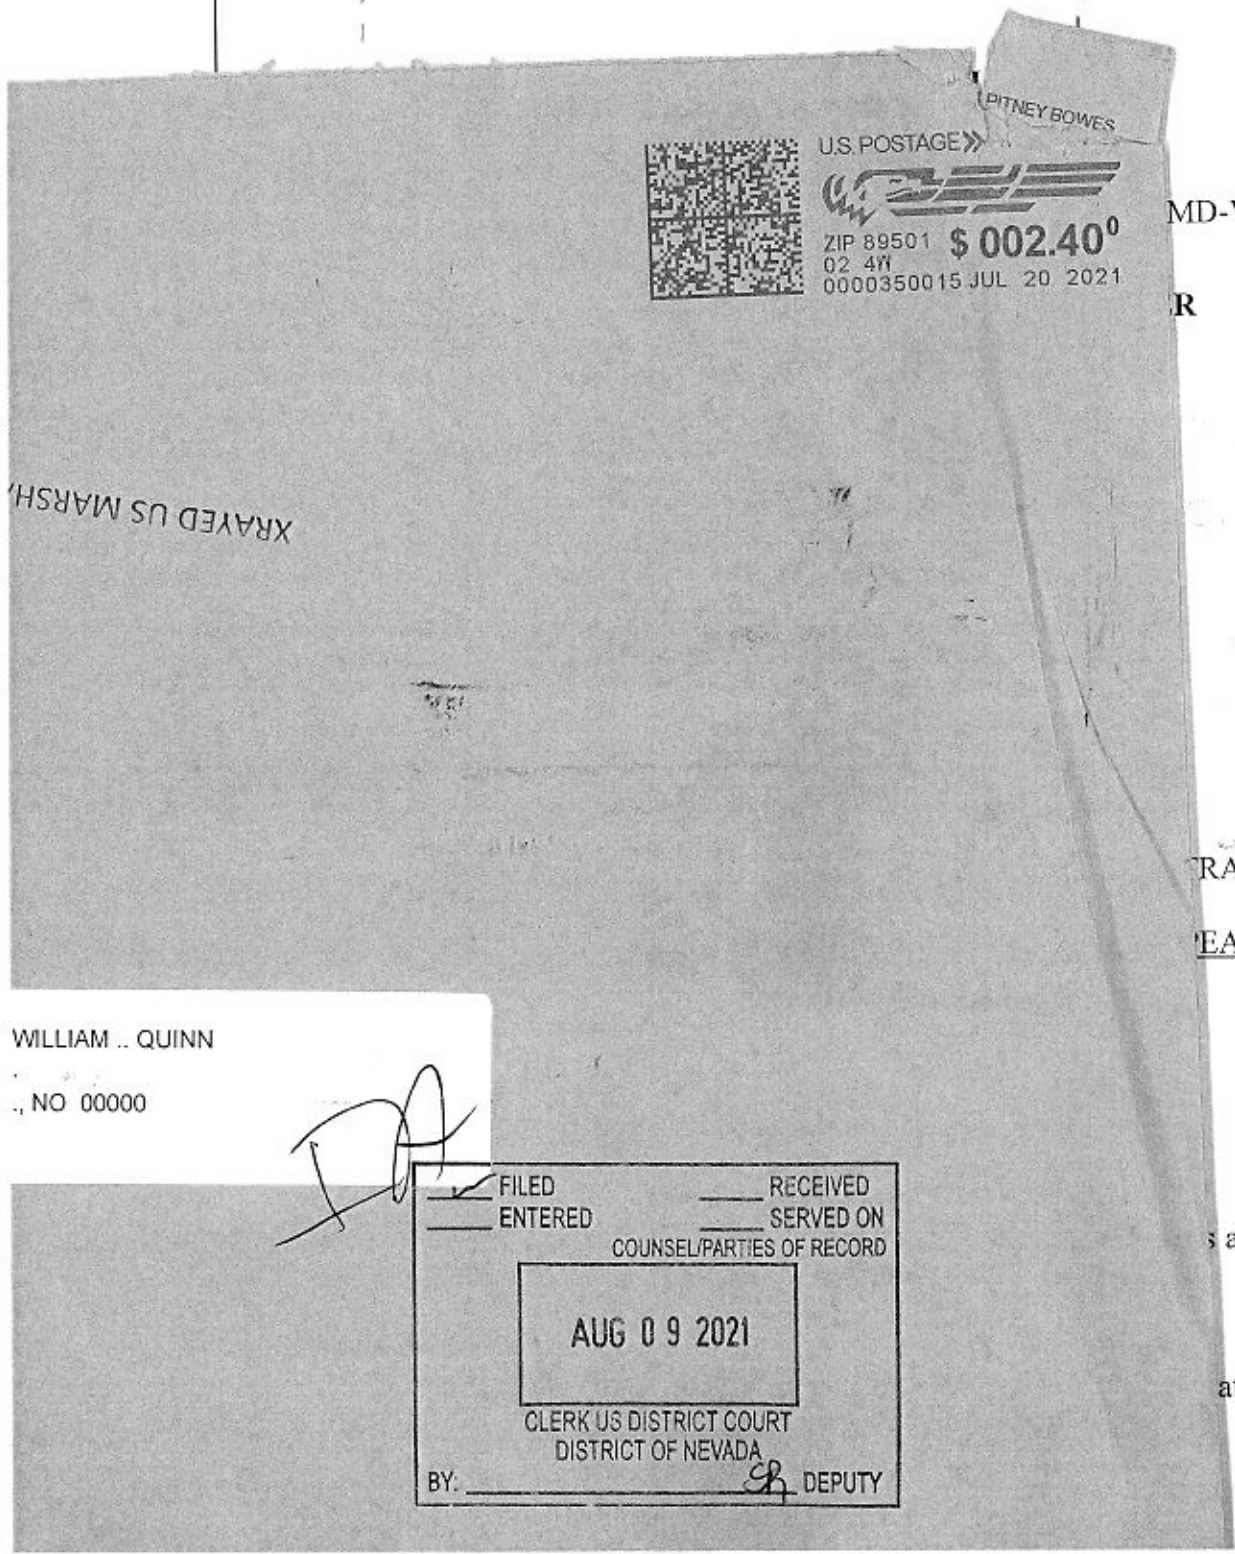 PITNEY BOWES
U.S. POSTAGE»
ZIP 89501 $ 002.40⁰
02 4W
0000350015 JUL 20 2021
MD-
R
XRAYED US MARSH
RA
EA
WILLIAM .. QUINN
., NO 00000
FILED RECEIVED
ENTERED SERVED ON
COUNSEL/PARTIES OF RECORD
s a
AUG 09 2021
at
CLERK US DISTRICT COURT
DISTRICT OF NEVADA
BY: DEPUTY